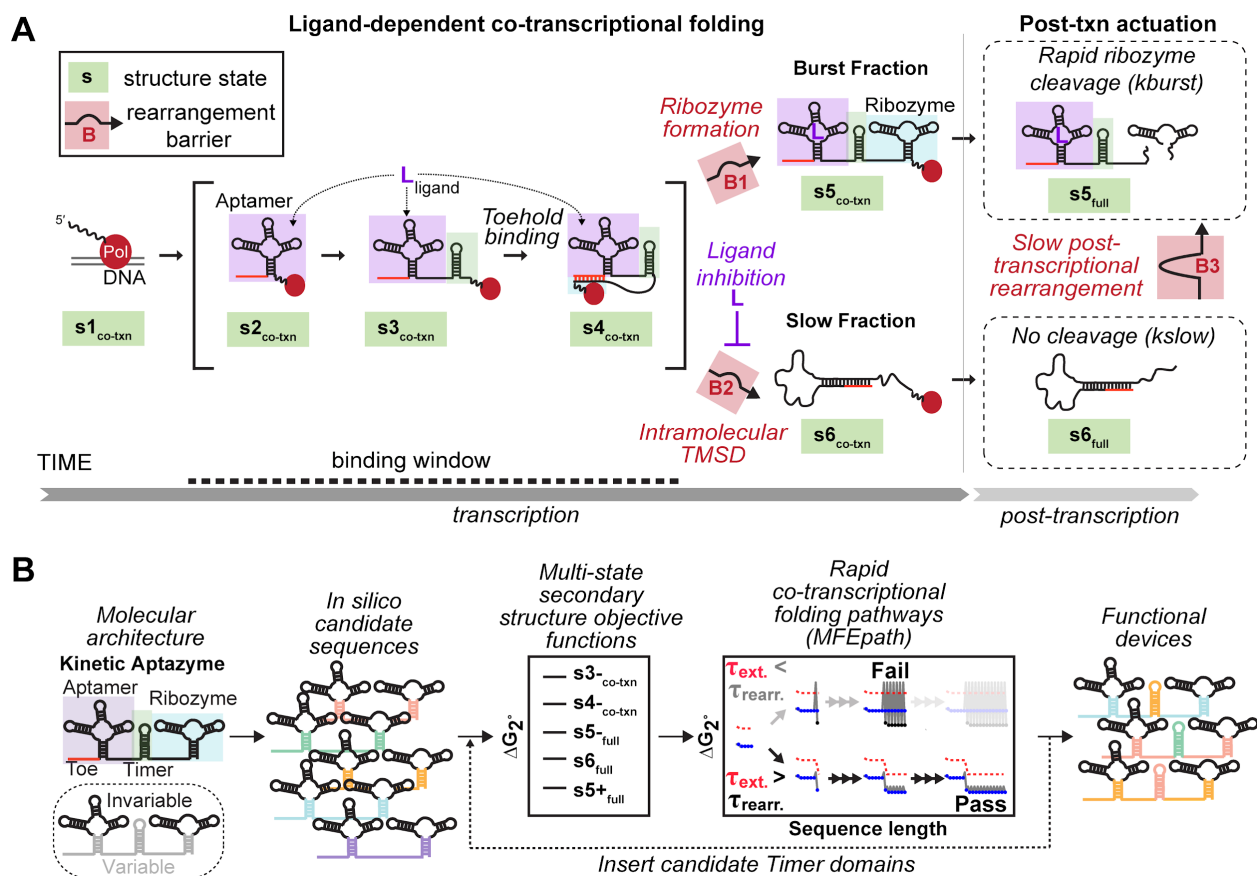 A
Ligand-dependent co-transcriptional folding
Post-txn actuation
s structure state
B rearrangement
barrier
Burst Fraction
Ribozyme
formation
Ribozyme
L
B1
s5co-txn
Rapid ribozyme
cleavage (kburst)
L
s5full
L ligand
Aptamer
Toehold
binding
5'
Pol
DNA
s1co-txn
s2co-txn
s3co-txn
s4co-txn
Ligand
inhibition
L
Slow post-
transcriptional
rearrangement
B3
Slow Fraction
B2
Intramolecular
TMSD
s6co-txn
No cleavage (kslow)
s6full
TIME
binding window
transcription
post-transcription
B
Molecular
architecture
Kinetic Aptazyme
Aptamer
Ribozyme
Toe
Timer
Invariable
Variable
In silico
candidate
sequences
Multi-state
secondary
structure objective
functions
ΔG2°
s3-co-txn
s4-co-txn
s5-full
s6full
s5+full
Rapid
co-transcriptional
folding pathways
(MFEpath)
ΔG2°
τext. <
τrearr.
Fail
τext. >
τrearr.
Pass
Sequence length
Insert candidate Timer domains
Functional
devices